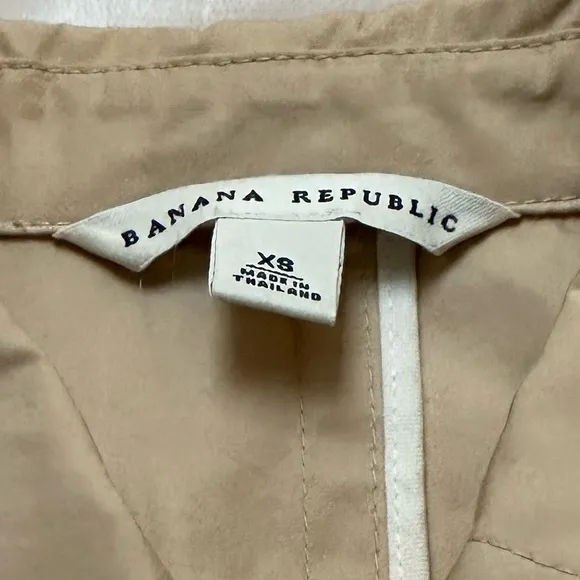 BANANA REPUBLIC
XS
MADE IN
THAILAND